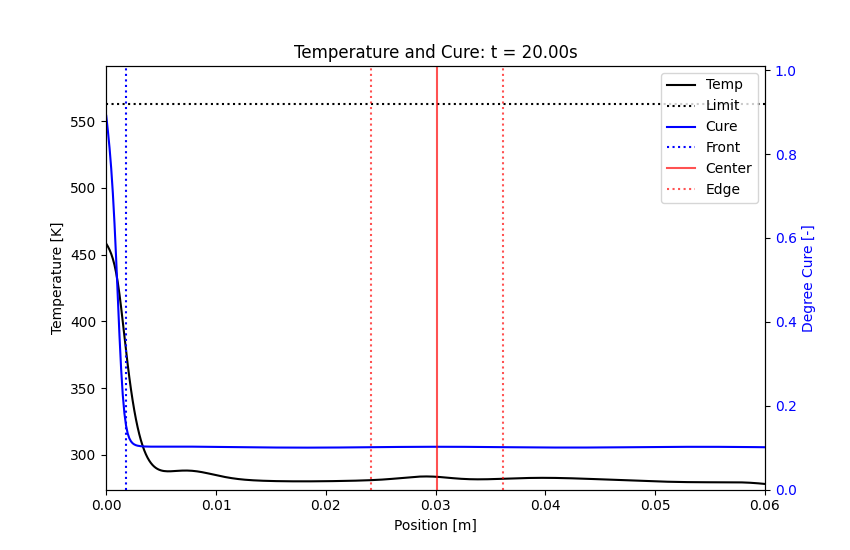 Temperature and Cure: t = 20.00s
Temp
Limit
Cure
Front
Center
Edge
550
500
450
400
350
300
Temperature [K]
1.0
0.8
0.6
0.4
0.2
0.0
Degree Cure [-]
0.00 0.01 0.02 0.03 0.04 0.05 0.06
Position [m]